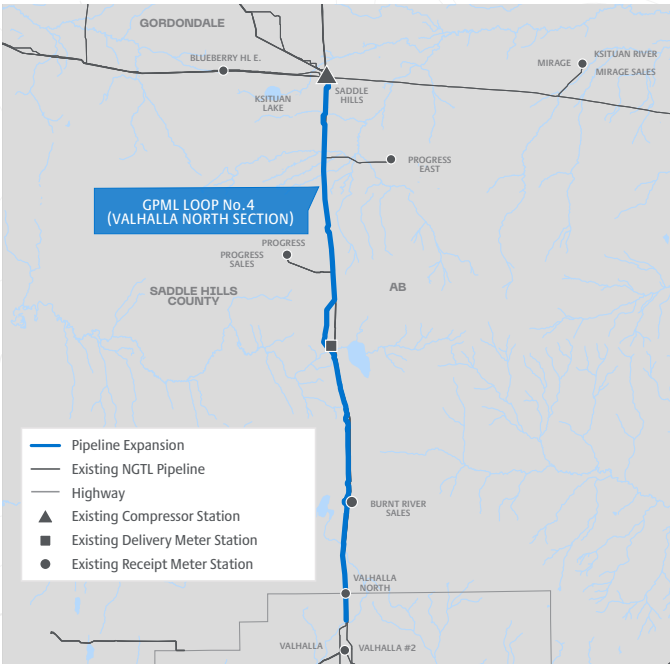 GORDONDALE
BLUEBERRY HL E.
KSITUAN RIVER
MIRAGE
MIRAGE SALES
SADDLE
HILLS
KSITUAN
LAKE
PROGRESS
EAST
GPML LOOP No.4
(VALHALLA NORTH SECTION)
PROGRESS
PROGRESS
SALES
SADDLE HILLS
COUNTY
AB
Pipeline Expansion
Existing NGTL Pipeline
Highway
Existing Compressor Station
Existing Delivery Meter Station
Existing Receipt Meter Station
BURNT RIVER
SALES
VALHALLA
NORTH
VALHALLA
VALHALLA #2